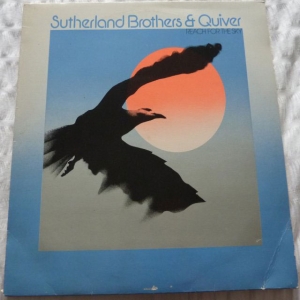 Sutherland Brothers & Quiver
REACH FOR THE SKY